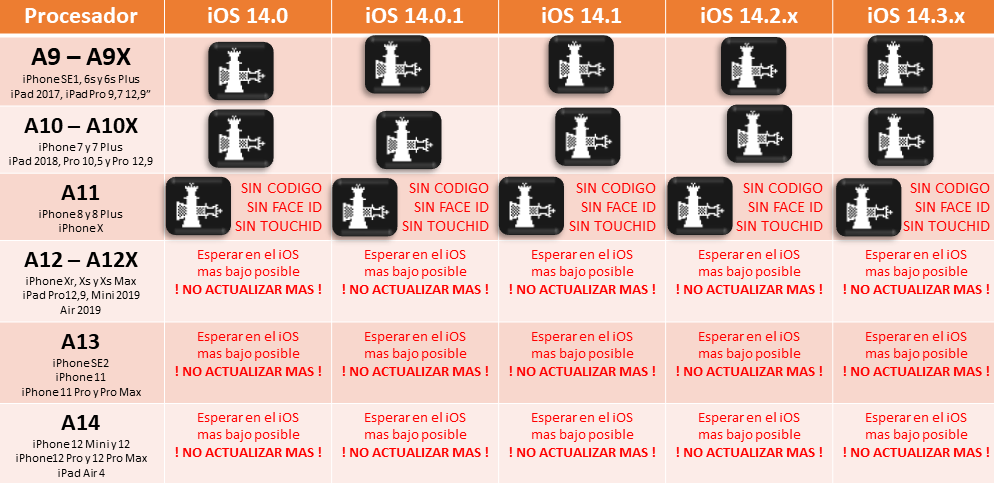 Procesador iOS 14.0 iOS 14.0.1 iOS 14.1 iOS 14.2.x iOS 14.3.x
A9 – A9X
iPhone SE1, 6s y 6s Plus
iPad 2017, iPad Pro 9,7 12,9”
A10 – A10X
iPhone 7 y 7 Plus
iPad 2018, Pro 10,5 y Pro 12,9
A11
iPhone 8 y 8 Plus
iPhone X
SIN CODIGO
SIN FACE ID
SIN TOUCHID
SIN CODIGO
SIN FACE ID
SIN TOUCHID
SIN CODIGO
SIN FACE ID
SIN TOUCHID
SIN CODIGO
SIN FACE ID
SIN TOUCHID
SIN CODIGO
SIN FACE ID
SIN TOUCHID
A12 – A12X
iPhone Xr, Xs y Xs Max
iPad Pro12,9, Mini 2019
Air 2019
Esperar en el iOS
mas bajo posible
! NO ACTUALIZAR MAS !
Esperar en el iOS
mas bajo posible
! NO ACTUALIZAR MAS !
Esperar en el iOS
mas bajo posible
! NO ACTUALIZAR MAS !
Esperar en el iOS
mas bajo posible
! NO ACTUALIZAR MAS !
Esperar en el iOS
mas bajo posible
! NO ACTUALIZAR MAS !
A13
iPhone SE2
iPhone 11
iPhone 11 Pro y Pro Max
Esperar en el iOS
mas bajo posible
! NO ACTUALIZAR MAS !
Esperar en el iOS
mas bajo posible
! NO ACTUALIZAR MAS !
Esperar en el iOS
mas bajo posible
! NO ACTUALIZAR MAS !
Esperar en el iOS
mas bajo posible
! NO ACTUALIZAR MAS !
Esperar en el iOS
mas bajo posible
! NO ACTUALIZAR MAS !
A14
iPhone 12 Mini y 12
iPhone12 Pro y 12 Pro Max
iPad Air 4
Esperar en el iOS
mas bajo posible
! NO ACTUALIZAR MAS !
Esperar en el iOS
mas bajo posible
! NO ACTUALIZAR MAS !
Esperar en el iOS
mas bajo posible
! NO ACTUALIZAR MAS !
Esperar en el iOS
mas bajo posible
! NO ACTUALIZAR MAS !
Esperar en el iOS
mas bajo posible
! NO ACTUALIZAR MAS !